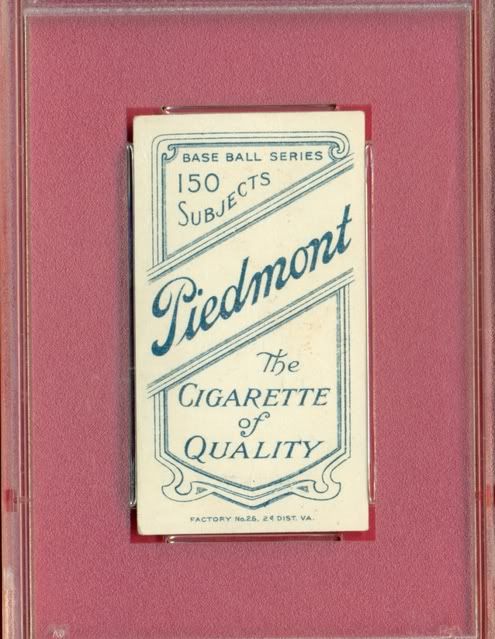 BASE BALL SERIES
150
SUBJECTS
Piedmont
The
CIGARETTE
of
QUALITY
FACTORY No. 25, 2d DIST. VA.